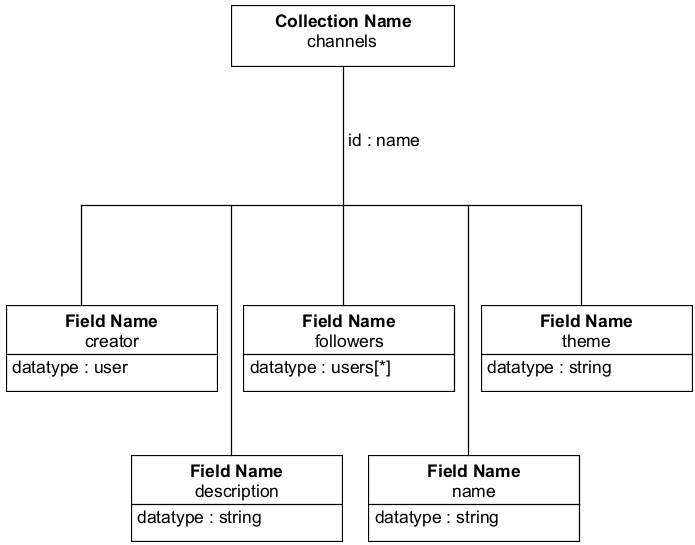 Collection Name
channels
id : name
Field Name
creator
datatype : user
Field Name
followers
datatype : users[*]
Field Name
theme
datatype : string
Field Name
description
datatype : string
Field Name
name
datatype : string